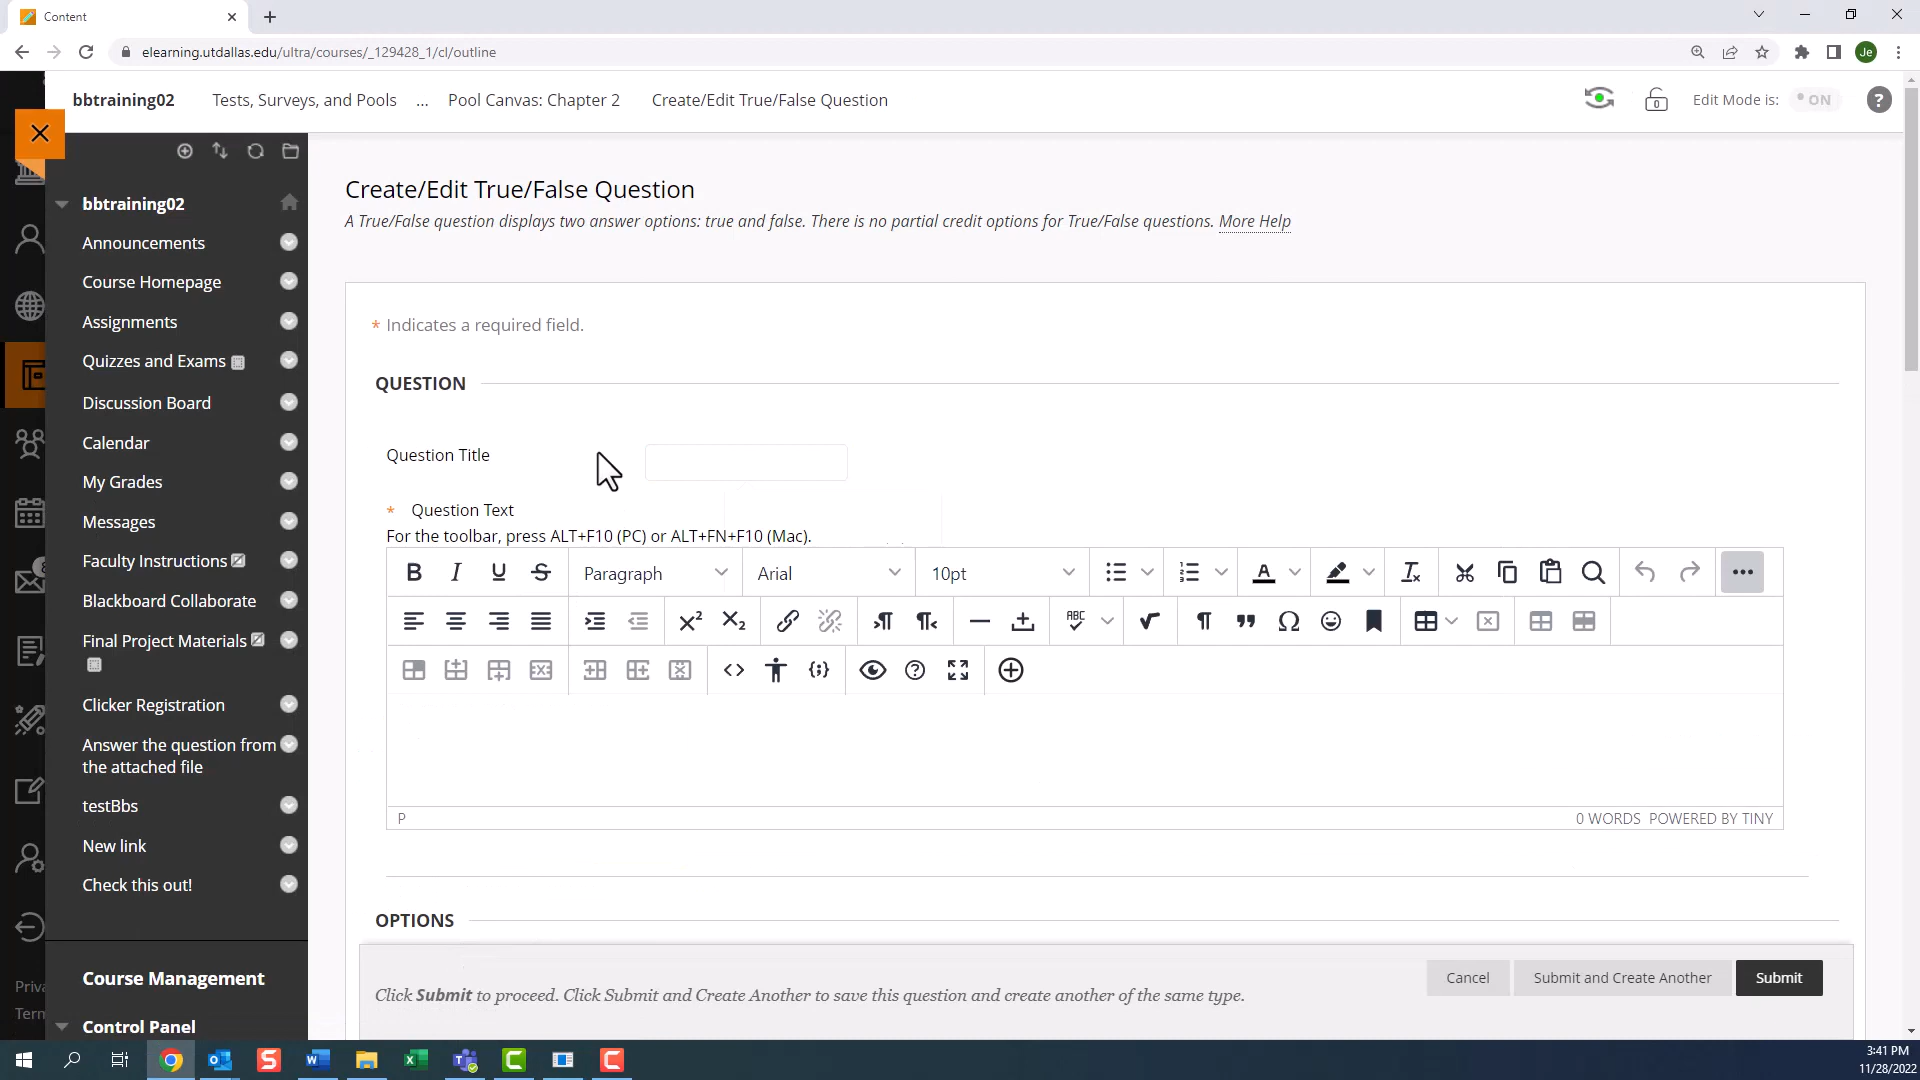 Content
elearning.utdallas.edu/ultra/courses/_129428_1/cl/outline
Je
bbtraining02 Tests, Surveys, and Pools ... Pool Canvas: Chapter 2 Create/Edit True/False Question
Edit Mode is: ON ?
bbtraining02
Announcements
Course Homepage
Assignments
Quizzes and Exams
Discussion Board
Calendar
My Grades
Messages
Faculty Instructions
Blackboard Collaborate
Final Project Materials
Clicker Registration
Answer the question from
the attached file
testBbs
New link
Check this out!
Course Management
Control Panel
Create/Edit True/False Question
A True/False question displays two answer options: true and false. There is no partial credit options for True/False questions. More Help
* Indicates a required field.
QUESTION
Question Title
* Question Text
For the toolbar, press ALT+F10 (PC) or ALT+FN+F10 (Mac).
Paragraph Arial 10pt
P 0 WORDS POWERED BY TINY
OPTIONS
Click Submit to proceed. Click Submit and Create Another to save this question and create another of the same type.
Cancel Submit and Create Another Submit
3:41 PM
11/28/2022